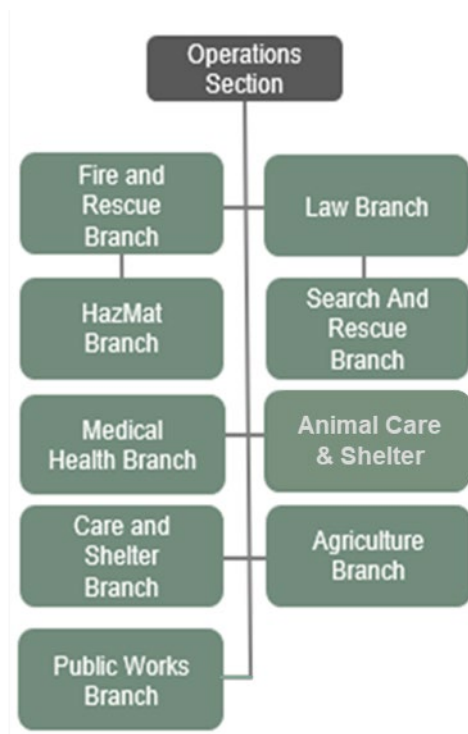 Operations
Section
Fire and
Rescue
Branch
Law Branch
HazMat
Branch
Search And
Rescue
Branch
Medical
Health Branch
Animal Care
& Shelter
Care and
Shelter
Branch
Agriculture
Branch
Public Works
Branch